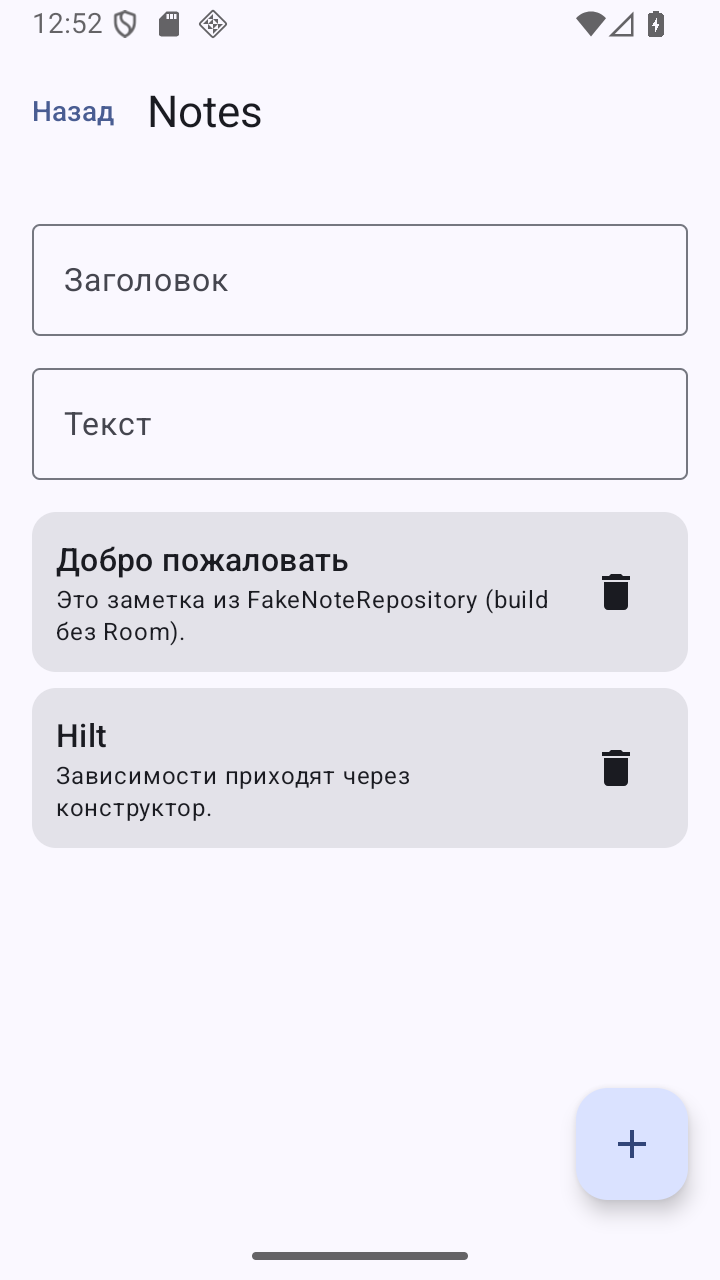 12:52
Назад Notes
Заголовок
Текст
Добро пожаловать
Это заметка из FakeNoteRepository (build
без Room).
Hilt
Зависимости приходят через
конструктор.